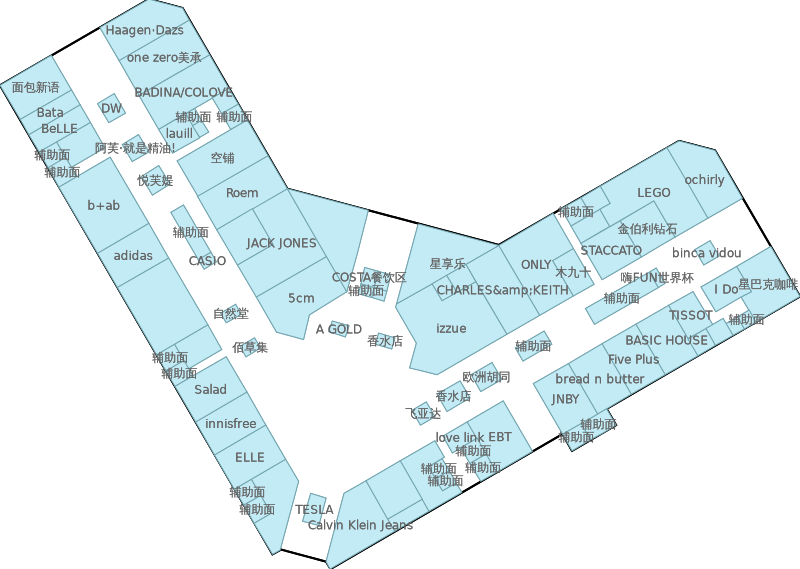 Haagen·Dazs
one zero美承
面包新语
BADINA/COLOVE
DW
Bata
辅助面
辅助面
BeLLE
lauill
阿芙·就是精油!
辅助面
空铺
辅助面
悦芙媞
ochirly
Roem
LEGO
b+ab
辅助面
金伯利钻石
辅助面
JACK JONES
STACCATO
binca vidou
adidas
CASIO
星享乐
ONLY
木九十
COSTA餐饮区
嗨FUN世界杯
星巴克咖啡
辅助面
CHARLES&amp;KEITH
I Do
5cm
辅助面
自然堂
TISSOT
辅助面
A GOLD
izzue
香水店
BASIC HOUSE
佰草集
辅助面
辅助面
Five Plus
辅助面
欧洲胡同
bread n butter
Salad
香水店
JNBY
飞亚达
innisfree
辅助面
love link EBT
辅助面
辅助面
ELLE
辅助面
辅助面
辅助面
辅助面
辅助面
TESLA
Calvin Klein Jeans